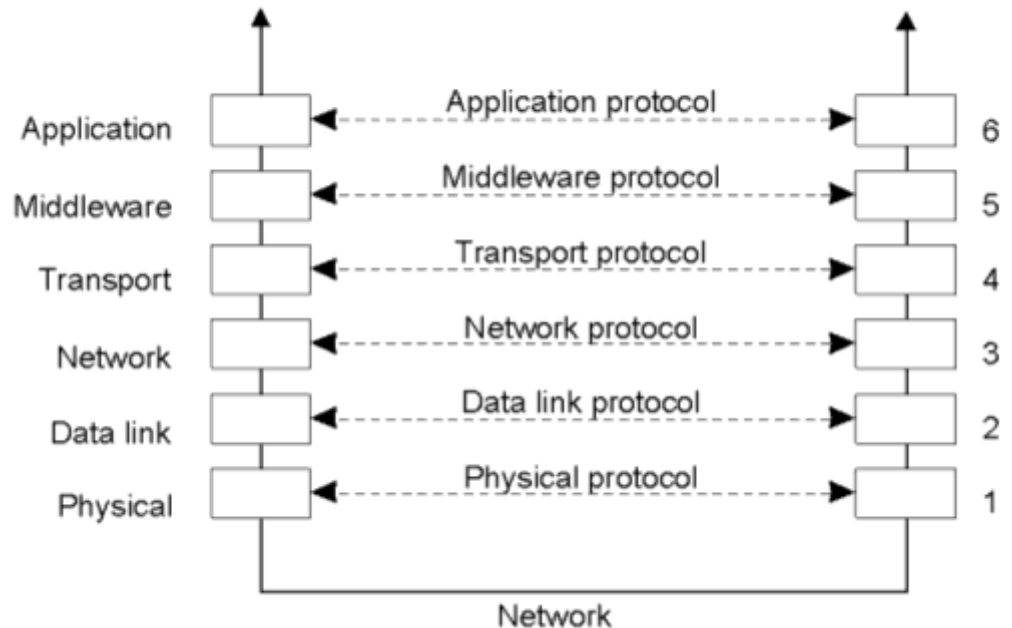 Application protocol
Application 6
Middleware protocol
Middleware 5
Transport protocol
Transport 4
Network protocol
Network 3
Data link protocol
Data link 2
Physical protocol
Physical 1
Network